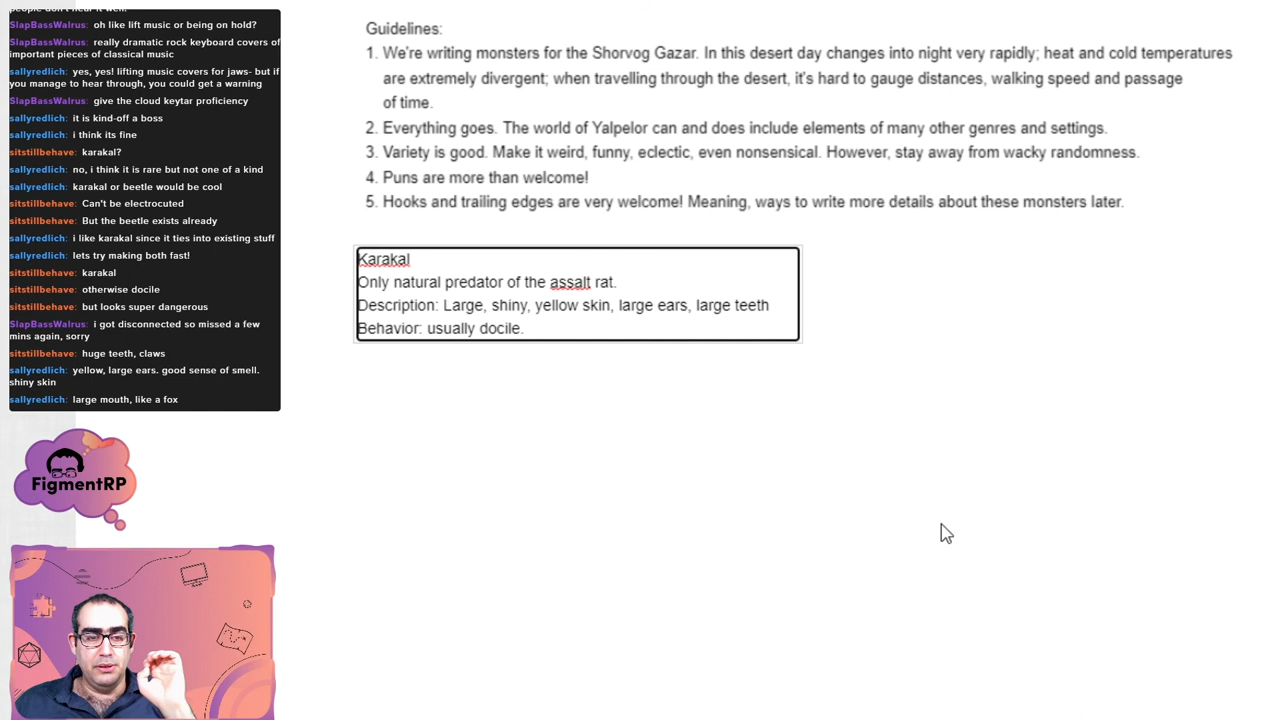 people don't hear it well.
SlapBassWalrus: oh like lift music or being on hold?
SlapBassWalrus: really dramatic rock keyboard covers of
important pieces of classical music
sallyredlich: yes, yes! lifting music covers for jaws- but if
you manage to hear through, you could get a warning
SlapBassWalrus: give the cloud keytar proficiency
sallyredlich: it is kind-off a boss
sallyredlich: i think its fine
sitstillbehave: karakal?
sallyredlich: no, i think it is rare but not one of a kind
sallyredlich: karakal or beetle would be cool
sitstillbehave: Can't be electrocuted
sitstillbehave: But the beetle exists already
sallyredlich: i like karakal since it ties into existing stuff
sallyredlich: lets try making both fast!
sitstillbehave: karakal
sitstillbehave: otherwise docile
sitstillbehave: but looks super dangerous
SlapBassWalrus: i got disconnected so missed a few
mins again, sorry
sitstillbehave: huge teeth, claws
sallyredlich: yellow, large ears. good sense of smell.
shiny skin
sallyredlich: large mouth, like a fox
FigmentRP
Guidelines:
1. We're writing monsters for the Shorvog Gazar. In this desert day changes into night very rapidly; heat and cold temperatures
are extremely divergent; when travelling through the desert, it's hard to gauge distances, walking speed and passage
of time.
2. Everything goes. The world of Yalpelor can and does include elements of many other genres and settings.
3. Variety is good. Make it weird, funny, eclectic, even nonsensical. However, stay away from wacky randomness.
4. Puns are more than welcome!
5. Hooks and trailing edges are very welcome! Meaning, ways to write more details about these monsters later.
Karakal
Only natural predator of the assalt rat.
Description: Large, shiny, yellow skin, large ears, large teeth
Behavior: usually docile.